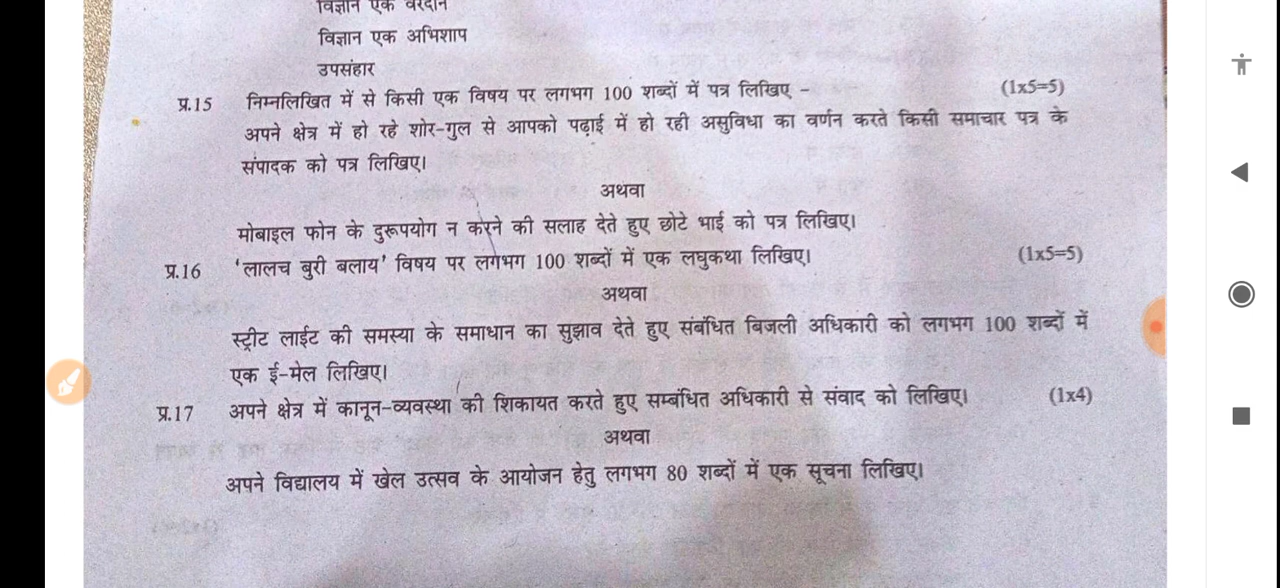 विज्ञान एक वरदान
विज्ञान एक अभिशाप
उपसंहार
प्र.15 निम्नलिखित में से किसी एक विषय पर लगभग 100 शब्दों में पत्र लिखिए – (1x5=5)
अपने क्षेत्र में हो रहे शोर-गुल से आपको पढ़ाई में हो रही असुविधा का वर्णन करते किसी समाचार पत्र के
संपादक को पत्र लिखिए।
अथवा
मोबाइल फोन के दुरूपयोग न करने की सलाह देते हुए छोटे भाई को पत्र लिखिए।
प्र.16 'लालच बुरी बलाय' विषय पर लगभग 100 शब्दों में एक लघुकथा लिखिए। (1x5=5)
अथवा
स्ट्रीट लाईट की समस्या के समाधान का सुझाव देते हुए संबंधित बिजली अधिकारी को लगभग 100 शब्दों में
एक ई-मेल लिखिए।
प्र.17 अपने क्षेत्र में कानून-व्यवस्था की शिकायत करते हुए सम्बंधित अधिकारी से संवाद को लिखिए। (1x4)
अथवा
अपने विद्यालय में खेल उत्सव के आयोजन हेतु लगभग 80 शब्दों में एक सूचना लिखिए।